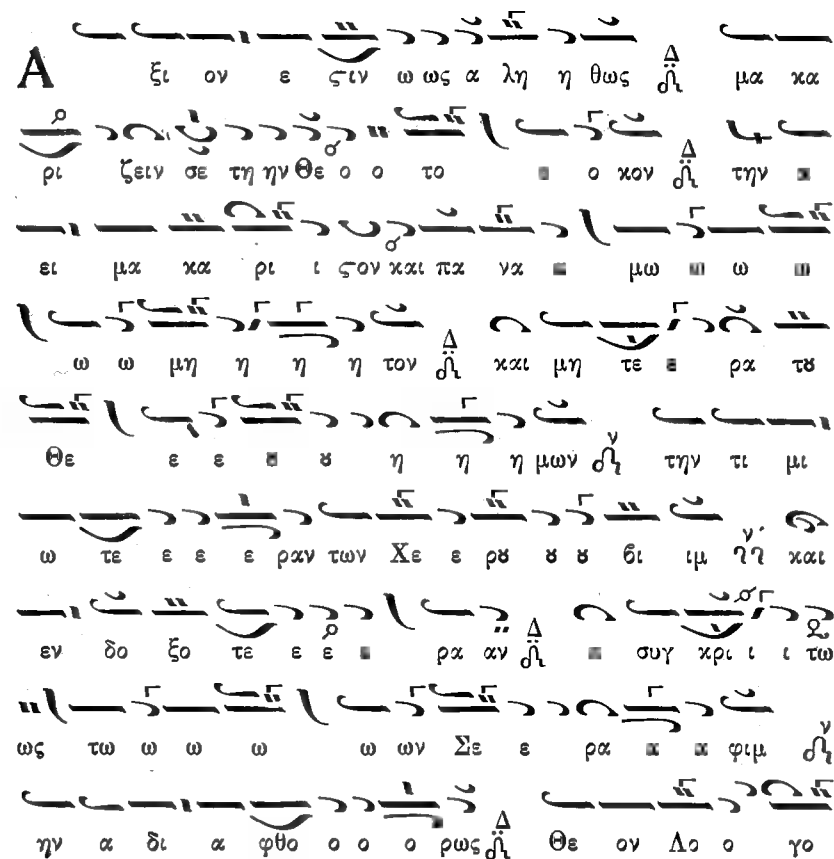 Α ξι ον ε ϛιν ω ως α λη η θως Δ μα κα
ρι ζειν σε τη ην Θε ο ο το ο κον Δ την
ει μα κα ρι ι ϛον και πα να μω ω
ω ω μη η η η τον Δ και μη τε ρα τȣ
Θε ε ε ȣ η η η μων ν την τι μι
ω τε ε ε ε ραν των Χε ε ρȣ ȣ ȣ ϐι ιμ ν και
εν δο ξο τε ε ε ρα αν Δ συγ κρι ι ι τω
ως τω ω ω ω ω ων Σε ε ρα φιμ ν
ην α δι α φθο ο ο ο ρως Δ Θε ον Λο ο γο